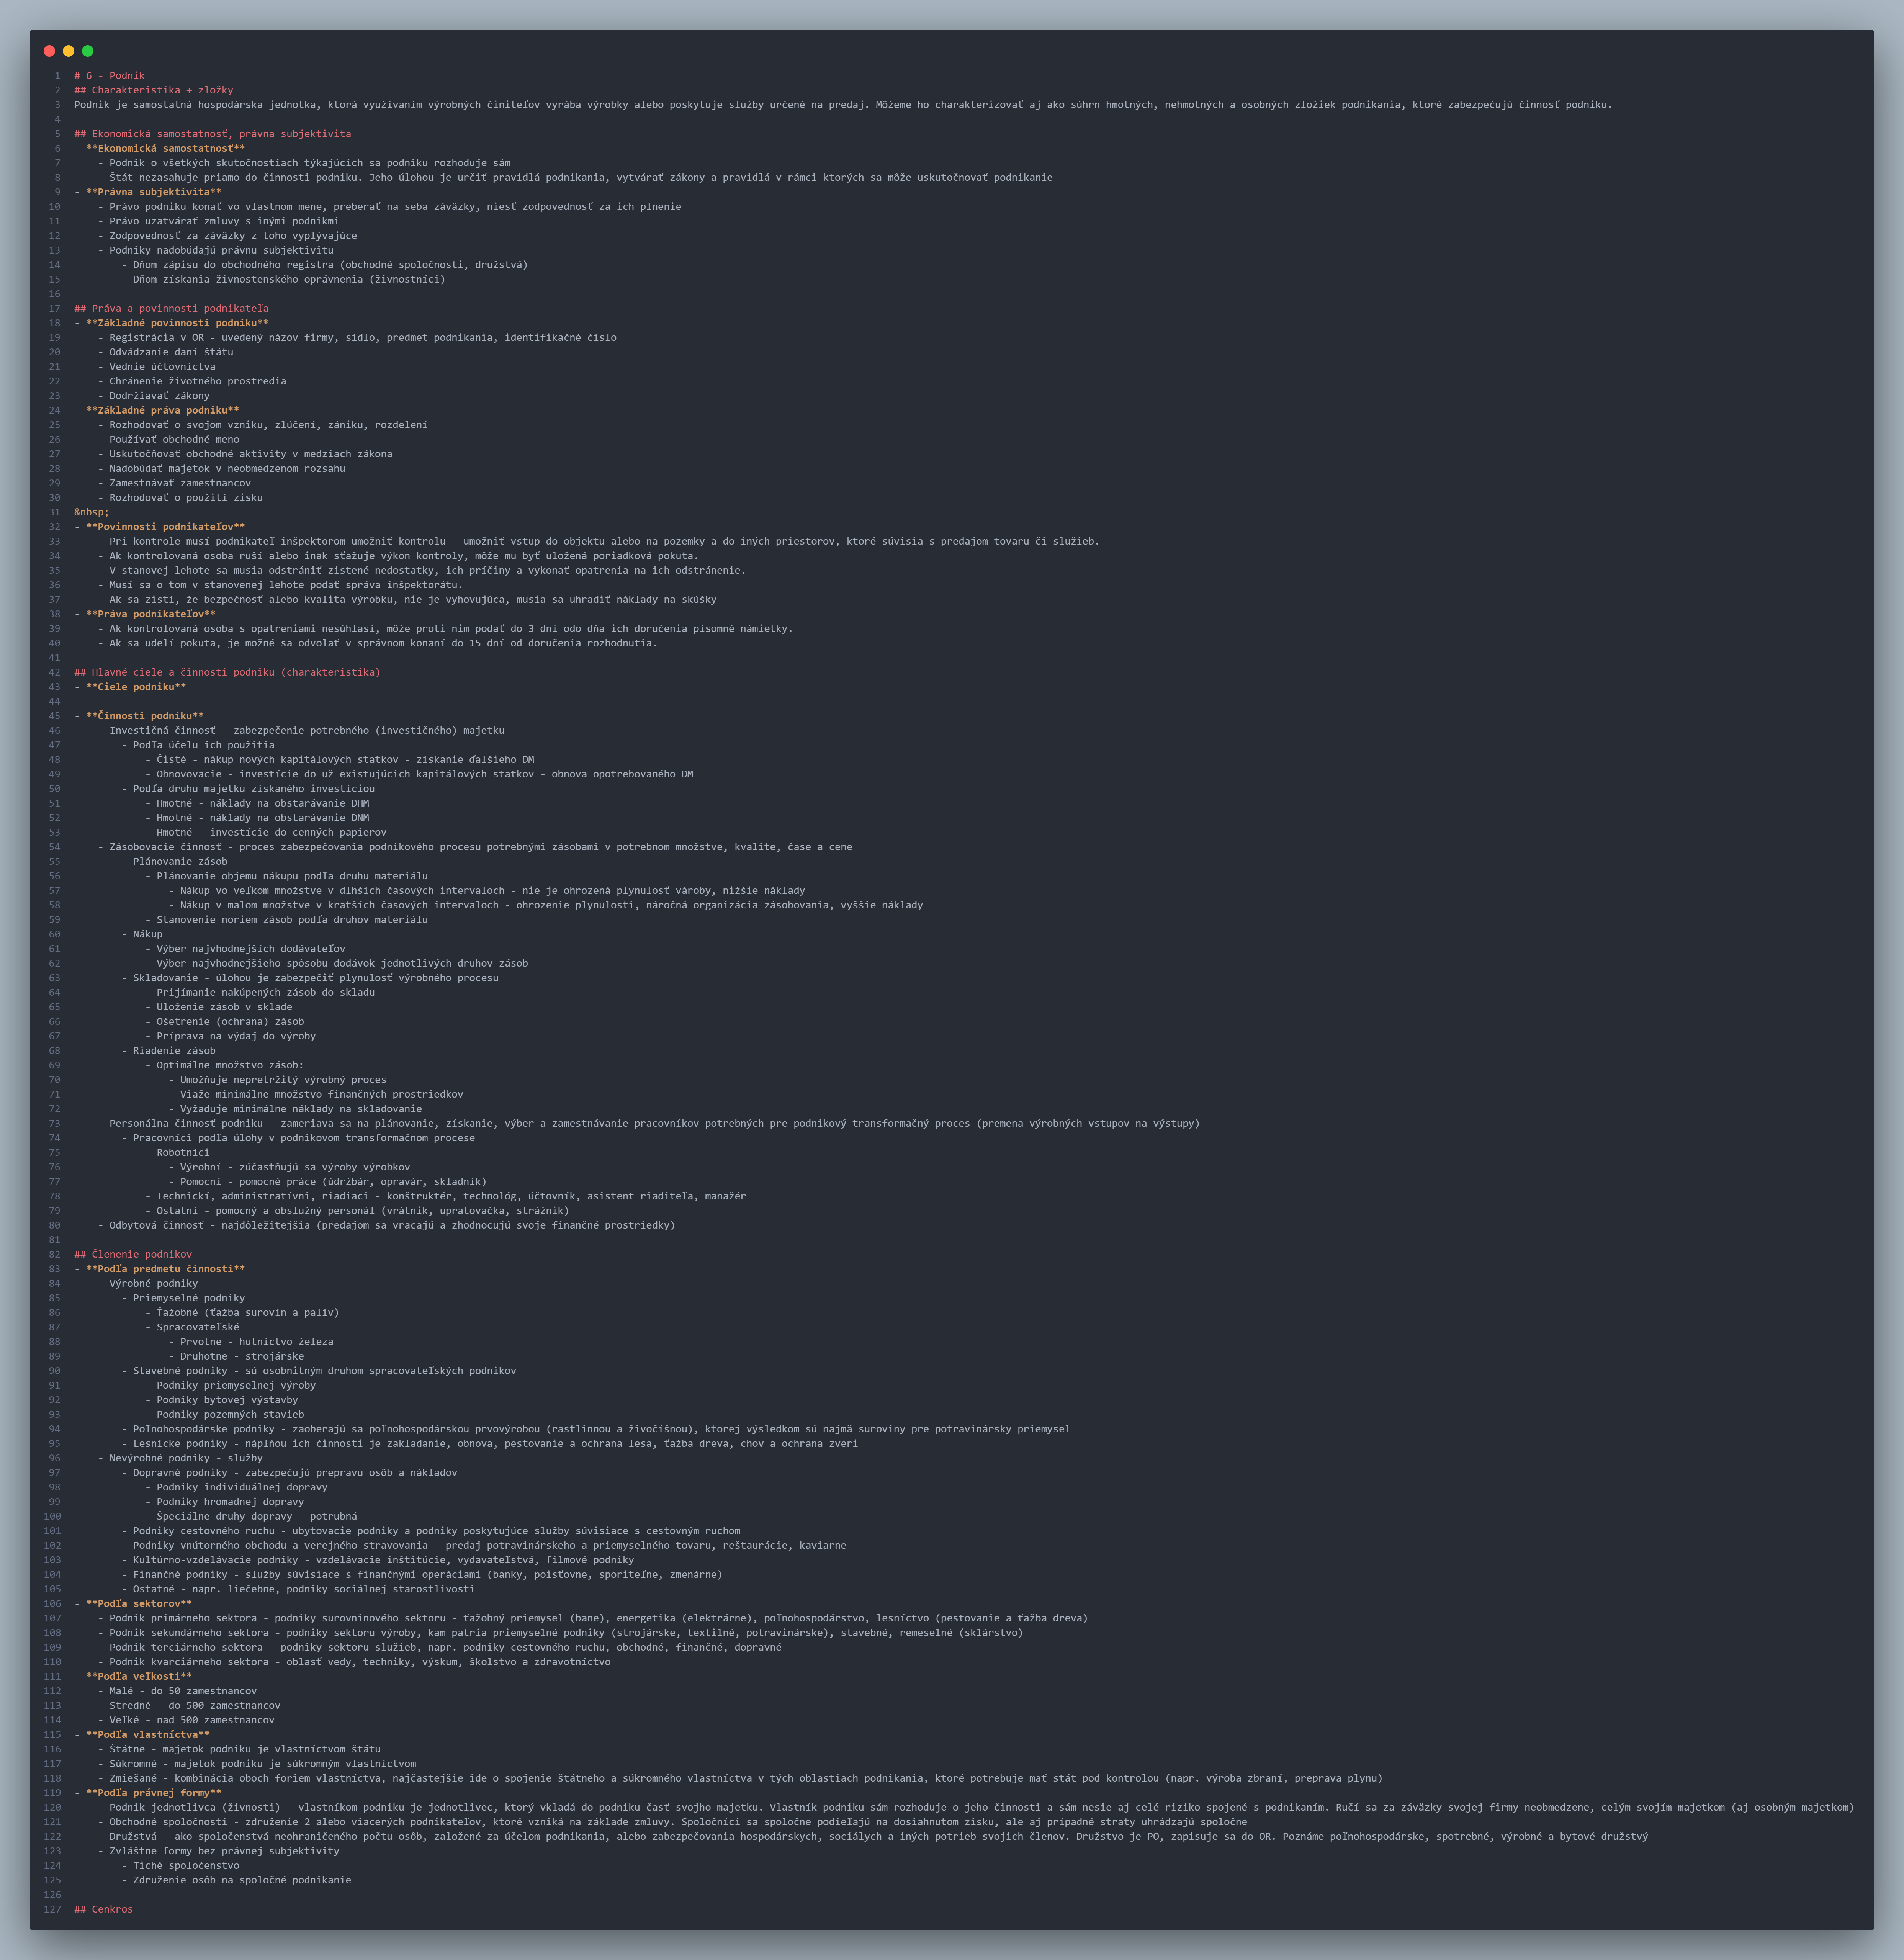 1 # 6 - Podnik
2 ## Charakteristika + zložky
3 Podnik je samostatná hospodárska jednotka, ktorá využívaním výrobných činiteľov vyrába výrobky alebo poskytuje služby určené na predaj. Môžeme ho charakterizovať aj ako súhrn hmotných, nehmotných a osobných zložiek podnikania, ktoré zabezpečujú činnosť podniku.
4
5 ## Ekonomická samostatnosť, právna subjektivita
6 - **Ekonomická samostatnosť**
7 - Podnik o všetkých skutočnostiach týkajúcich sa podniku rozhoduje sám
8 - Štát nezasahuje priamo do činnosti podniku. Jeho úlohou je určiť pravidlá podnikania, vytvárať zákony a pravidlá v rámci ktorých sa môže uskutočnovať podnikanie
9 - **Právna subjektivita**
10 - Právo podniku konať vo vlastnom mene, preberať na seba záväzky, niesť zodpovednosť za ich plnenie
11 - Právo uzatvárať zmluvy s inými podnikmi
12 - Zodpovednosť za záväzky z toho vyplývajúce
13 - Podniky nadobúdajú právnu subjektivitu
14 - Dňom zápisu do obchodného registra (obchodné spoločnosti, družstvá)
15 - Dňom získania živnostenského oprávnenia (živnostníci)
16
17 ## Práva a povinnosti podnikateľa
18 - **Základné povinnosti podniku**
19 - Registrácia v OR - uvedený názov firmy, sídlo, predmet podnikania, identifikačné číslo
20 - Odvádzanie daní štátu
21 - Vednie účtovníctva
22 - Chránenie životného prostredia
23 - Dodržiavať zákony
24 - **Základné práva podniku**
25 - Rozhodovať o svojom vzniku, zlúčení, zániku, rozdelení
26 - Používať obchodné meno
27 - Uskutočňovať obchodné aktivity v medziach zákona
28 - Nadobúdať majetok v neobmedzenom rozsahu
29 - Zamestnávať zamestnancov
30 - Rozhodovať o použití zisku
31 &nbsp;
32 - **Povinnosti podnikateľov**
33 - Pri kontrole musí podnikateľ inšpektorom umožniť kontrolu - umožniť vstup do objektu alebo na pozemky a do iných priestorov, ktoré súvisia s predajom tovaru či služieb.
34 - Ak kontrolovaná osoba ruší alebo inak sťažuje výkon kontroly, môže mu byť uložená poriadková pokuta.
35 - V stanovej lehote sa musia odstrániť zistené nedostatky, ich príčiny a vykonať opatrenia na ich odstránenie.
36 - Musí sa o tom v stanovenej lehote podať správa inšpektorátu.
37 - Ak sa zistí, že bezpečnosť alebo kvalita výrobku, nie je vyhovujúca, musia sa uhradiť náklady na skúšky
38 - **Práva podnikateľov**
39 - Ak kontrolovaná osoba s opatreniami nesúhlasí, môže proti nim podať do 3 dní odo dňa ich doručenia písomné námietky.
40 - Ak sa udelí pokuta, je možné sa odvolať v správnom konaní do 15 dní od doručenia rozhodnutia.
41
42 ## Hlavné ciele a činnosti podniku (charakteristika)
43 - **Ciele podniku**
44
45 - **Činnosti podniku**
46 - Investičná činnosť - zabezpečenie potrebného (investičného) majetku
47 - Podľa účelu ich použitia
48 - Čisté - nákup nových kapitálových statkov - získanie ďalšieho DM
49 - Obnovovacie - investície do už existujúcich kapitálových statkov - obnova opotrebovaného DM
50 - Podľa druhu majetku získaného investíciou
51 - Hmotné - náklady na obstarávanie DHM
52 - Hmotné - náklady na obstarávanie DNM
53 - Hmotné - investície do cenných papierov
54 - Zásobovacie činnosť - proces zabezpečovania podnikového procesu potrebnými zásobami v potrebnom množstve, kvalite, čase a cene
55 - Plánovanie zásob
56 - Plánovanie objemu nákupu podľa druhu materiálu
57 - Nákup vo veľkom množstve v dlhších časových intervaloch - nie je ohrozená plynulosť vároby, nižšie náklady
58 - Nákup v malom množstve v kratších časových intervaloch - ohrozenie plynulosti, náročná organizácia zásobovania, vyššie náklady
59 - Stanovenie noriem zásob podľa druhov materiálu
60 - Nákup
61 - Výber najvhodnejších dodávateľov
62 - Výber najvhodnejšieho spôsobu dodávok jednotlivých druhov zásob
63 - Skladovanie - úlohou je zabezpečiť plynulosť výrobného procesu
64 - Prijímanie nakúpených zásob do skladu
65 - Uloženie zásob v sklade
66 - Ošetrenie (ochrana) zásob
67 - Príprava na výdaj do výroby
68 - Riadenie zásob
69 - Optimálne množstvo zásob:
70 - Umožňuje nepretržitý výrobný proces
71 - Viaže minimálne množstvo finančných prostriedkov
72 - Vyžaduje minimálne náklady na skladovanie
73 - Personálna činnosť podniku - zameriava sa na plánovanie, získanie, výber a zamestnávanie pracovníkov potrebných pre podnikový transformačný proces (premena výrobných vstupov na výstupy)
74 - Pracovníci podľa úlohy v podnikovom transformačnom procese
75 - Robotníci
76 - Výrobní - zúčastňujú sa výroby výrobkov
77 - Pomocní - pomocné práce (údržbár, opravár, skladník)
78 - Technickí, administratívni, riadiaci - konštruktér, technológ, účtovník, asistent riaditeľa, manažér
79 - Ostatní - pomocný a obslužný personál (vrátnik, upratovačka, strážnik)
80 - Odbytová činnosť - najdôležitejšia (predajom sa vracajú a zhodnocujú svoje finančné prostriedky)
81
82 ## Členenie podnikov
83 - **Podľa predmetu činnosti**
84 - Výrobné podniky
85 - Priemyselné podniky
86 - Ťažobné (ťažba surovín a palív)
87 - Spracovateľské
88 - Prvotne - hutníctvo železa
89 - Druhotne - strojárske
90 - Stavebné podniky - sú osobnitným druhom spracovateľských podnikov
91 - Podniky priemyselnej výroby
92 - Podniky bytovej výstavby
93 - Podniky pozemných stavieb
94 - Poľnohospodárske podniky - zaoberajú sa poľnohospodárskou prvovýrobou (rastlinnou a živočíšnou), ktorej výsledkom sú najmä suroviny pre potravinársky priemysel
95 - Lesnícke podniky - náplňou ich činnosti je zakladanie, obnova, pestovanie a ochrana lesa, ťažba dreva, chov a ochrana zveri
96 - Nevýrobné podniky - služby
97 - Dopravné podniky - zabezpečujú prepravu osôb a nákladov
98 - Podniky individuálnej dopravy
99 - Podniky hromadnej dopravy
100 - Špeciálne druhy dopravy - potrubná
101 - Podniky cestovného ruchu - ubytovacie podniky a podniky poskytujúce služby súvisiace s cestovným ruchom
102 - Podniky vnútorného obchodu a verejného stravovania - predaj potravinárskeho a priemyselného tovaru, reštaurácie, kaviarne
103 - Kultúrno-vzdelávacie podniky - vzdelávacie inštitúcie, vydavateľstvá, filmové podniky
104 - Finančné podniky - služby súvisiace s finančnými operáciami (banky, poisťovne, sporiteľne, zmenárne)
105 - Ostatné - napr. liečebne, podniky sociálnej starostlivosti
106 - **Podľa sektorov**
107 - Podnik primárneho sektora - podniky surovninového sektoru - ťažobný priemysel (bane), energetika (elektrárne), poľnohospodárstvo, lesníctvo (pestovanie a ťažba dreva)
108 - Podnik sekundárneho sektora - podniky sektoru výroby, kam patria priemyselné podniky (strojárske, textilné, potravinárske), stavebné, remeselné (sklárstvo)
109 - Podnik terciárneho sektora - podniky sektoru služieb, napr. podniky cestovného ruchu, obchodné, finančné, dopravné
110 - Podnik kvarciárneho sektora - oblasť vedy, techniky, výskum, školstvo a zdravotníctvo
111 - **Podľa veľkosti**
112 - Malé - do 50 zamestnancov
113 - Stredné - do 500 zamestnancov
114 - Veľké - nad 500 zamestnancov
115 - **Podľa vlastníctva**
116 - Štátne - majetok podniku je vlastníctvom štátu
117 - Súkromné - majetok podniku je súkromným vlastníctvom
118 - Zmiešané - kombinácia oboch foriem vlastníctva, najčastejšie ide o spojenie štátneho a súkromného vlastníctva v tých oblastiach podnikania, ktoré potrebuje mať stát pod kontrolou (napr. výroba zbraní, preprava plynu)
119 - **Podľa právnej formy**
120 - Podnik jednotlivca (živnosti) - vlastníkom podniku je jednotlivec, ktorý vkladá do podniku časť svojho majetku. Vlastník podniku sám rozhoduje o jeho činnosti a sám nesie aj celé riziko spojené s podnikaním. Ručí sa za záväzky svojej firmy neobmedzene, celým svojím majetkom (aj osobným majetkom)
121 - Obchodné spoločnosti - združenie 2 alebo viacerých podnikateľov, ktoré vzniká na základe zmluvy. Spoločníci sa spoločne podieľajú na dosiahnutom zisku, ale aj prípadné straty uhrádzajú spoločne
122 - Družstvá - ako spoločenstvá neohraničeného počtu osôb, založené za účelom podnikania, alebo zabezpečovania hospodárskych, sociálych a iných potrieb svojich členov. Družstvo je PO, zapisuje sa do OR. Poznáme poľnohospodárske, spotrebné, výrobné a bytové družstvý
123 - Zvláštne formy bez právnej subjektivity
124 - Tiché spoločenstvo
125 - Združenie osôb na spoločné podnikanie
126
127 ## Cenkros